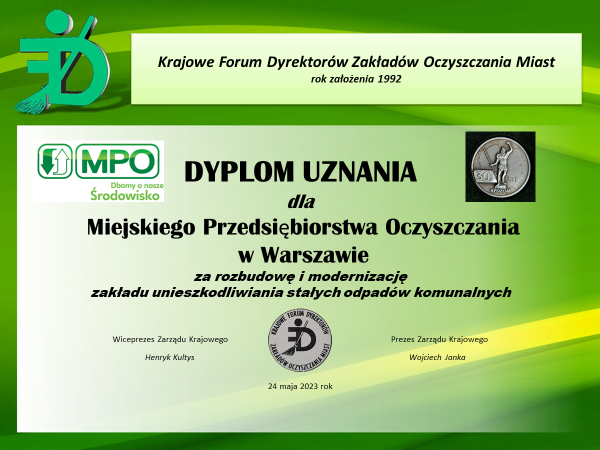 Krajowe Forum Dyrektorów Zakładów Oczyszczania Miast
rok założenia 1992
MPO
Dbamy o nasze
Środowisko
DYPLOM UZNANIA
dla
Miejskiego Przedsiębiorstwa Oczyszczania
w Warszawie
za rozbudowę i modernizację
zakładu unieszkodliwiania stałych odpadów komunalnych
Wiceprezes Zarządu Krajowego
Henryk Kultys
KRAJOWE FORUM DYREKTORÓW
ZAKŁADÓW OCZYSZCZANIA MIAST
Prezes Zarządu Krajowego
Wojciech Janka
24 maja 2023 rok